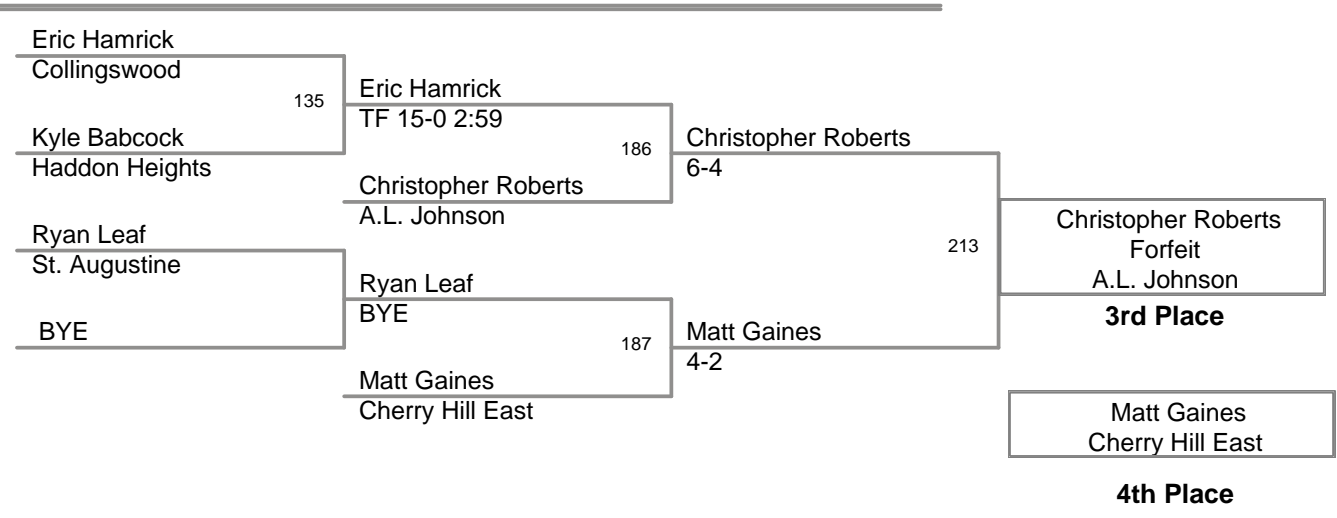 Eric Hamrick
Collingswood
135
Kyle Babcock
Haddon Heights
Eric Hamrick
TF 15-0 2:59
186
Christopher Roberts
A.L. Johnson
Ryan Leaf
St. Augustine
BYE
Ryan Leaf
BYE
187
Matt Gaines
Cherry Hill East
Christopher Roberts
6-4
213
Matt Gaines
4-2
Christopher Roberts
Forfeit
A.L. Johnson
3rd Place
Matt Gaines
Cherry Hill East
4th Place